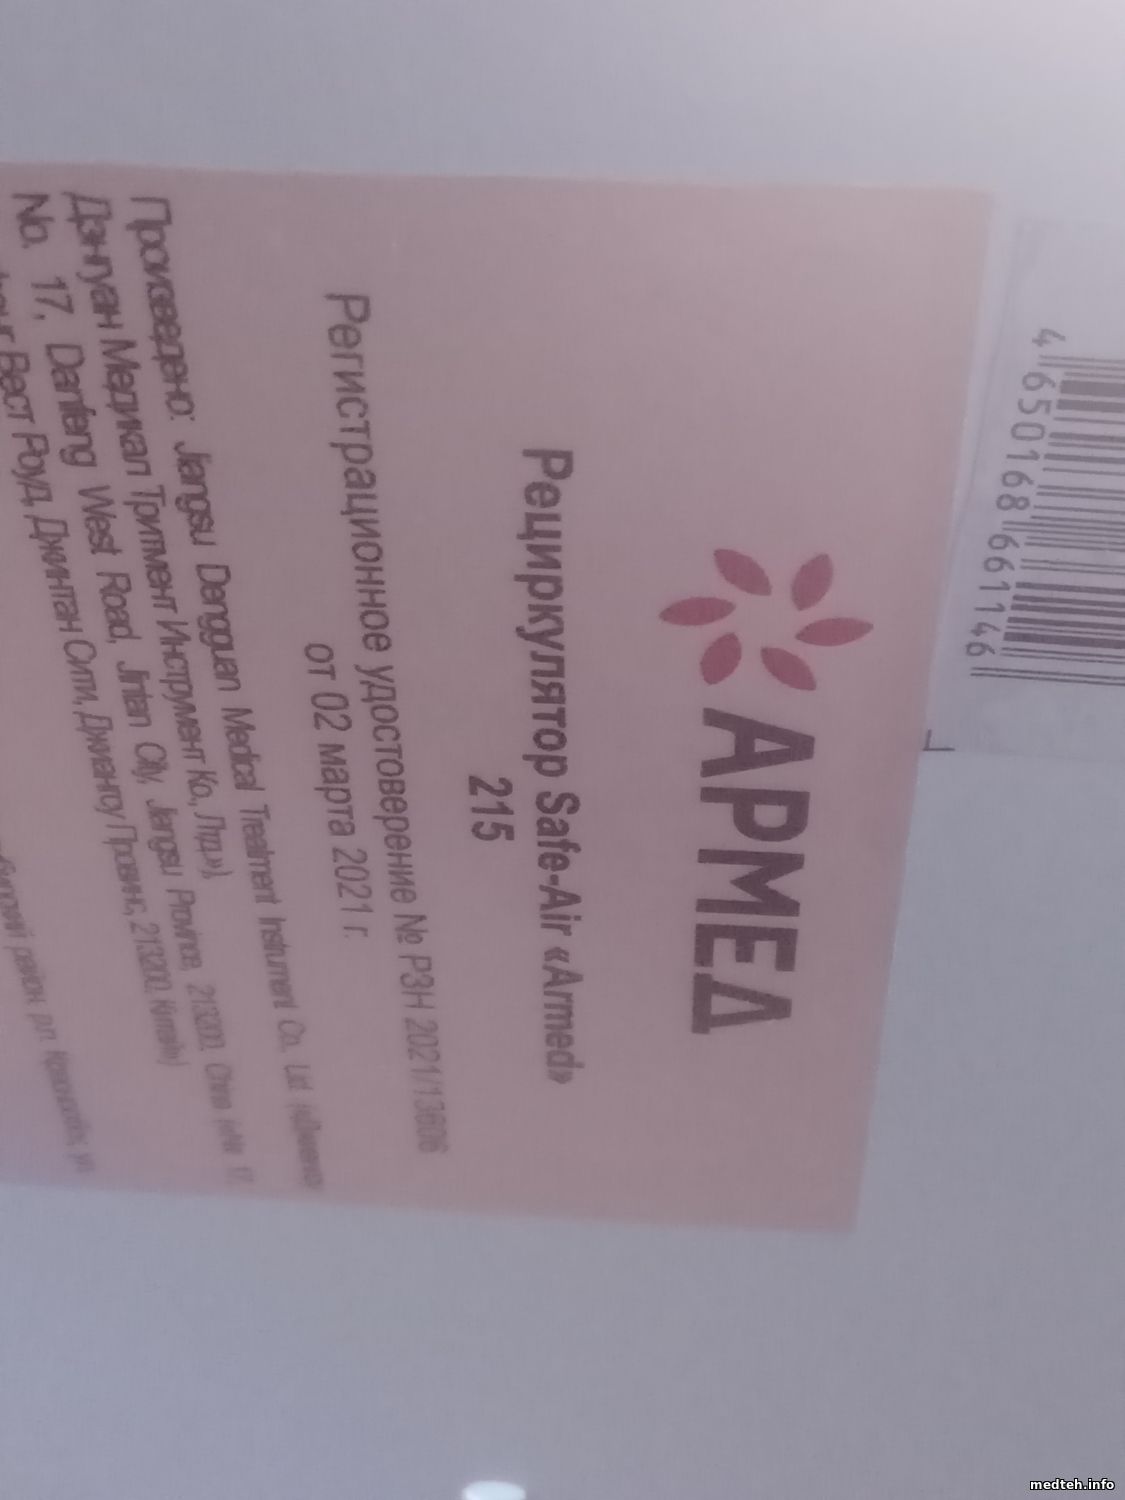 4 650168 661146
АРМЕД
Рециркулятор Safe-Air «Armed»
215
Регистрационное удостоверение № РЗН 2021/13606
от 02 марта 2021 г.
Произведено: Jiangsu Dengguan Medical Treatment Instrument Co., Ltd.
Дэнгуан Медикал Тритмент Инструмент Ко., Лтд.»),
No. 17, Danfeng West Road, Jintan City, Jiangsu Province, 213200, China
Вест Роуд, Джинтан Сити, Джиангсу Провинс, 213200, Китай)
район, р.п.
medteh.info